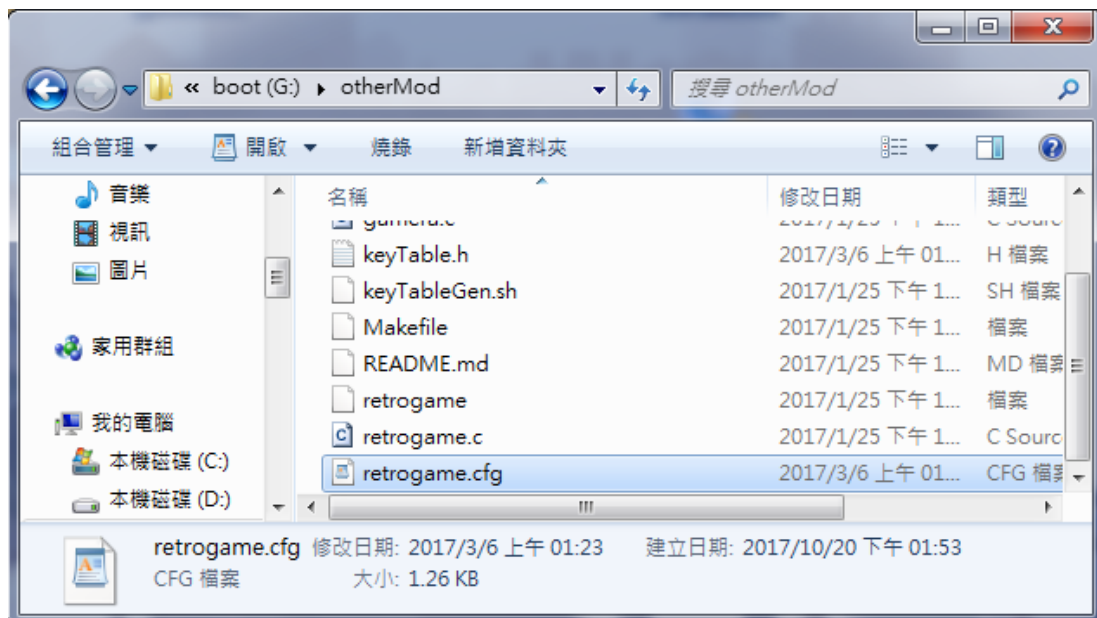 « boot (G:) ▸ otherMod
搜尋 otherMod
組合管理 開啟 燒錄 新增資料夾
音樂
視訊
圖片
家用群組
我的電腦
本機磁碟 (C:)
本機磁碟 (D:)
名稱 修改日期 類型
keyTable.h 2017/3/6 上午 01... H 檔案
keyTableGen.sh 2017/1/25 下午 1... SH 檔案
Makefile 2017/1/25 下午 1... 檔案
README.md 2017/1/25 下午 1... MD 檔案
retrogame 2017/1/25 下午 1... 檔案
retrogame.c 2017/1/25 下午 1... C Sourc
retrogame.cfg 2017/3/6 上午 01... CFG 檔案
retrogame.cfg 修改日期: 2017/3/6 上午 01:23 建立日期: 2017/10/20 下午 01:53
CFG 檔案 大小: 1.26 KB